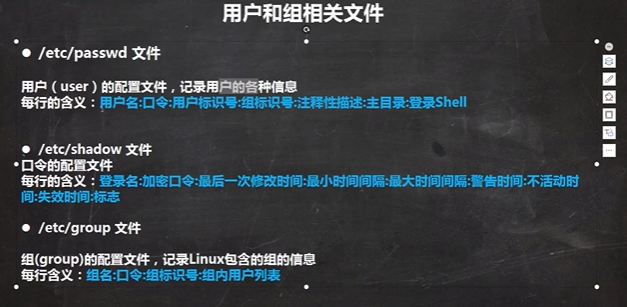 用户和组相关文件
● /etc/passwd 文件
用户（user）的配置文件，记录用户的各种信息
每行的含义：用户名:口令:用户标识号:组标识号:注释性描述:主目录:登录Shell
● /etc/shadow 文件
口令的配置文件
每行的含义：登录名:加密口令:最后一次修改时间:最小时间间隔:最大时间间隔:警告时间:不活动时
间:失效时间:标志
● /etc/group 文件
组(group)的配置文件，记录Linux包含的组的信息
每行含义：组名:口令:组标识号:组内用户列表